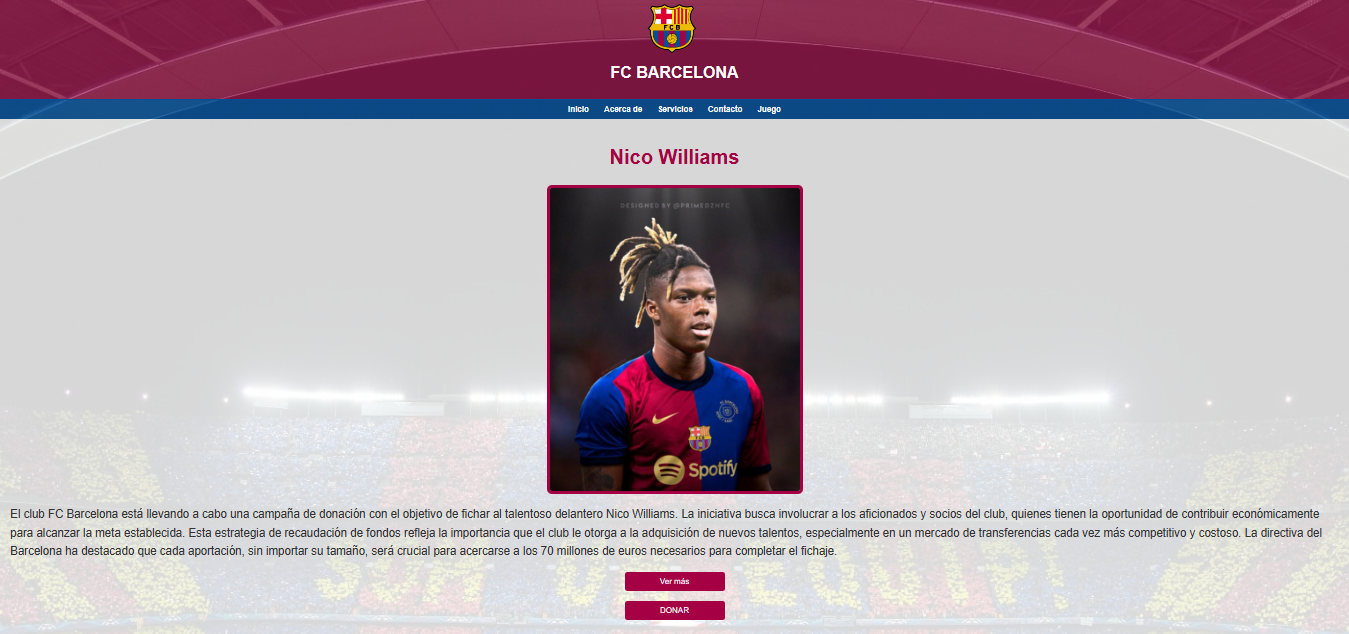 FCB
FC BARCELONA
Inicio Acerca de Servicios Contacto Juego
Nico Williams
DESIGNED BY @PRIMEDZNFC
Spotify
El club FC Barcelona está llevando a cabo una campaña de donación con el objetivo de fichar al talentoso delantero Nico Williams. La iniciativa busca involucrar a los aficionados y socios del club, quienes tienen la oportunidad de contribuir económicamente
para alcanzar la meta establecida. Esta estrategia de recaudación de fondos refleja la importancia que el club le otorga a la adquisición de nuevos talentos, especialmente en un mercado de transferencias cada vez más competitivo y costoso. La directiva del
Barcelona ha destacado que cada aportación, sin importar su tamaño, será crucial para acercarse a los 70 millones de euros necesarios para completar el fichaje.
Ver más
DONAR